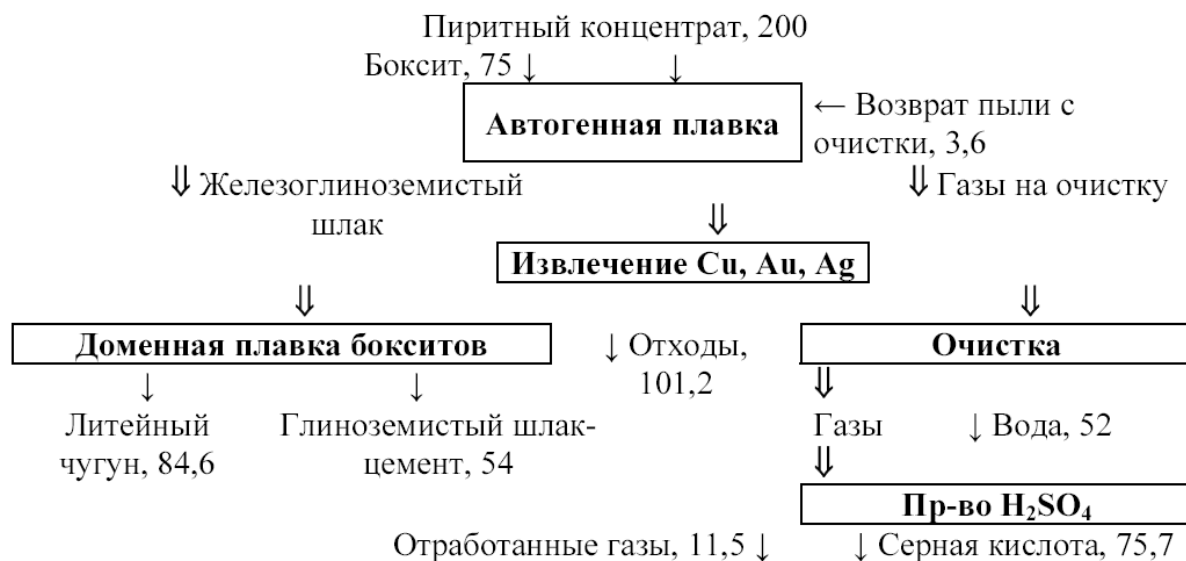 Пиритный концентрат, 200
Боксит, 75 ↓ ↓
Автогенная плавка
← Возврат пыли с
очистки, 3,6
⇓ Железоглиноземистый
шлак
⇓ Газы на очистку
⇓
Извлечение Cu, Au, Ag
⇓ ⇓
Доменная плавка бокситов
↓ Отходы,
101,2
Очистка
↓ ↓ ⇓
Литейный
чугун, 84,6
Глиноземистый шлак-
цемент, 54
Газы ↓ Вода, 52
⇓
Пр-во H₂SO₄
Отработанные газы, 11,5 ↓ ↓ Серная кислота, 75,7